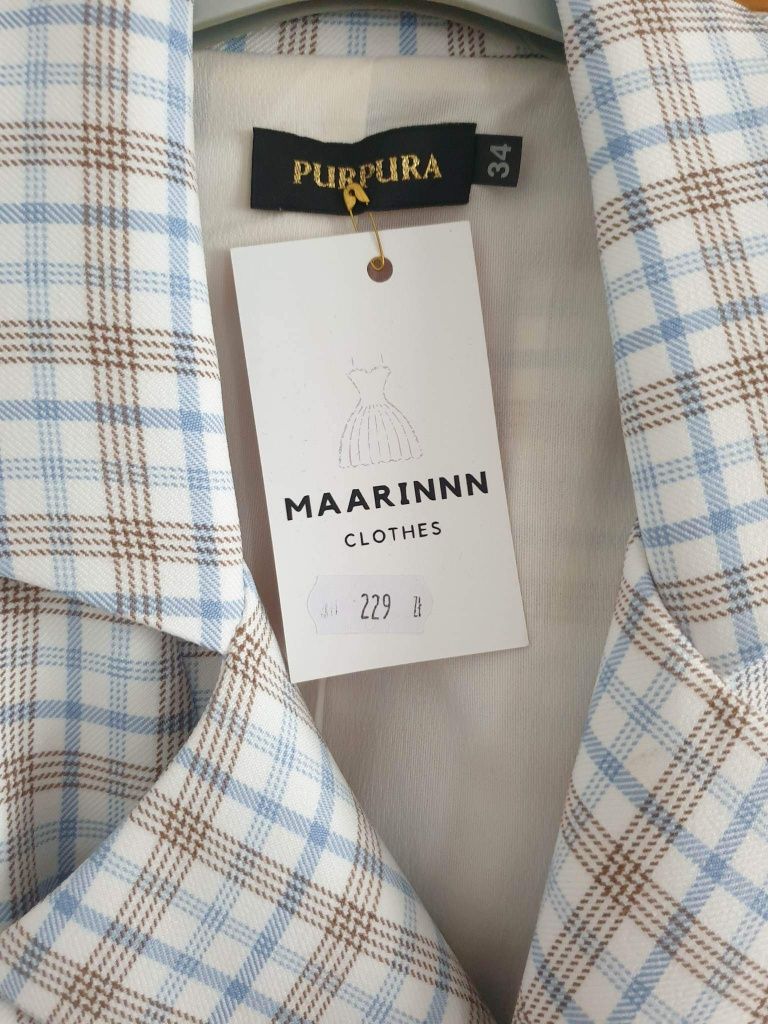 PURPURA
34
MAARINNN
CLOTHES
229 zł